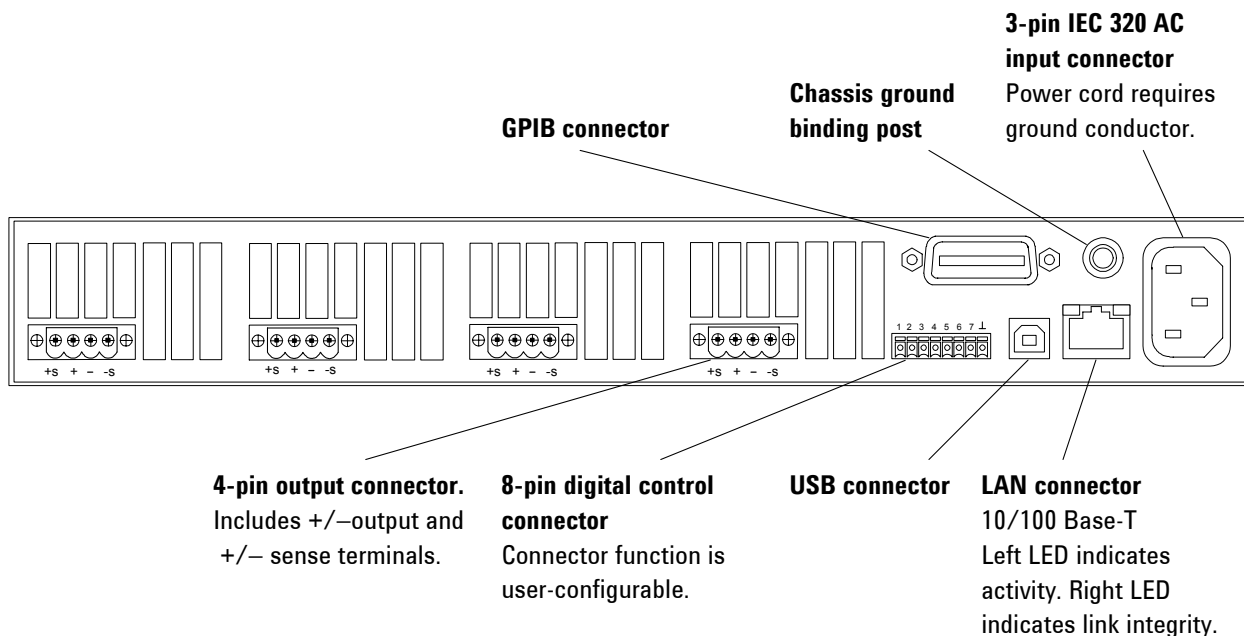 3-pin IEC 320 AC
input connector
Power cord requires
ground conductor.
Chassis ground
binding post
GPIB connector
1 2 3 4 5 6 7 ⊥
+s + – -s
+s + – -s
+s + – -s
+s + – -s
4-pin output connector.
Includes +/–output and
+/– sense terminals.
8-pin digital control
connector
Connector function is
user-configurable.
USB connector
LAN connector
10/100 Base-T
Left LED indicates
activity. Right LED
indicates link integrity.